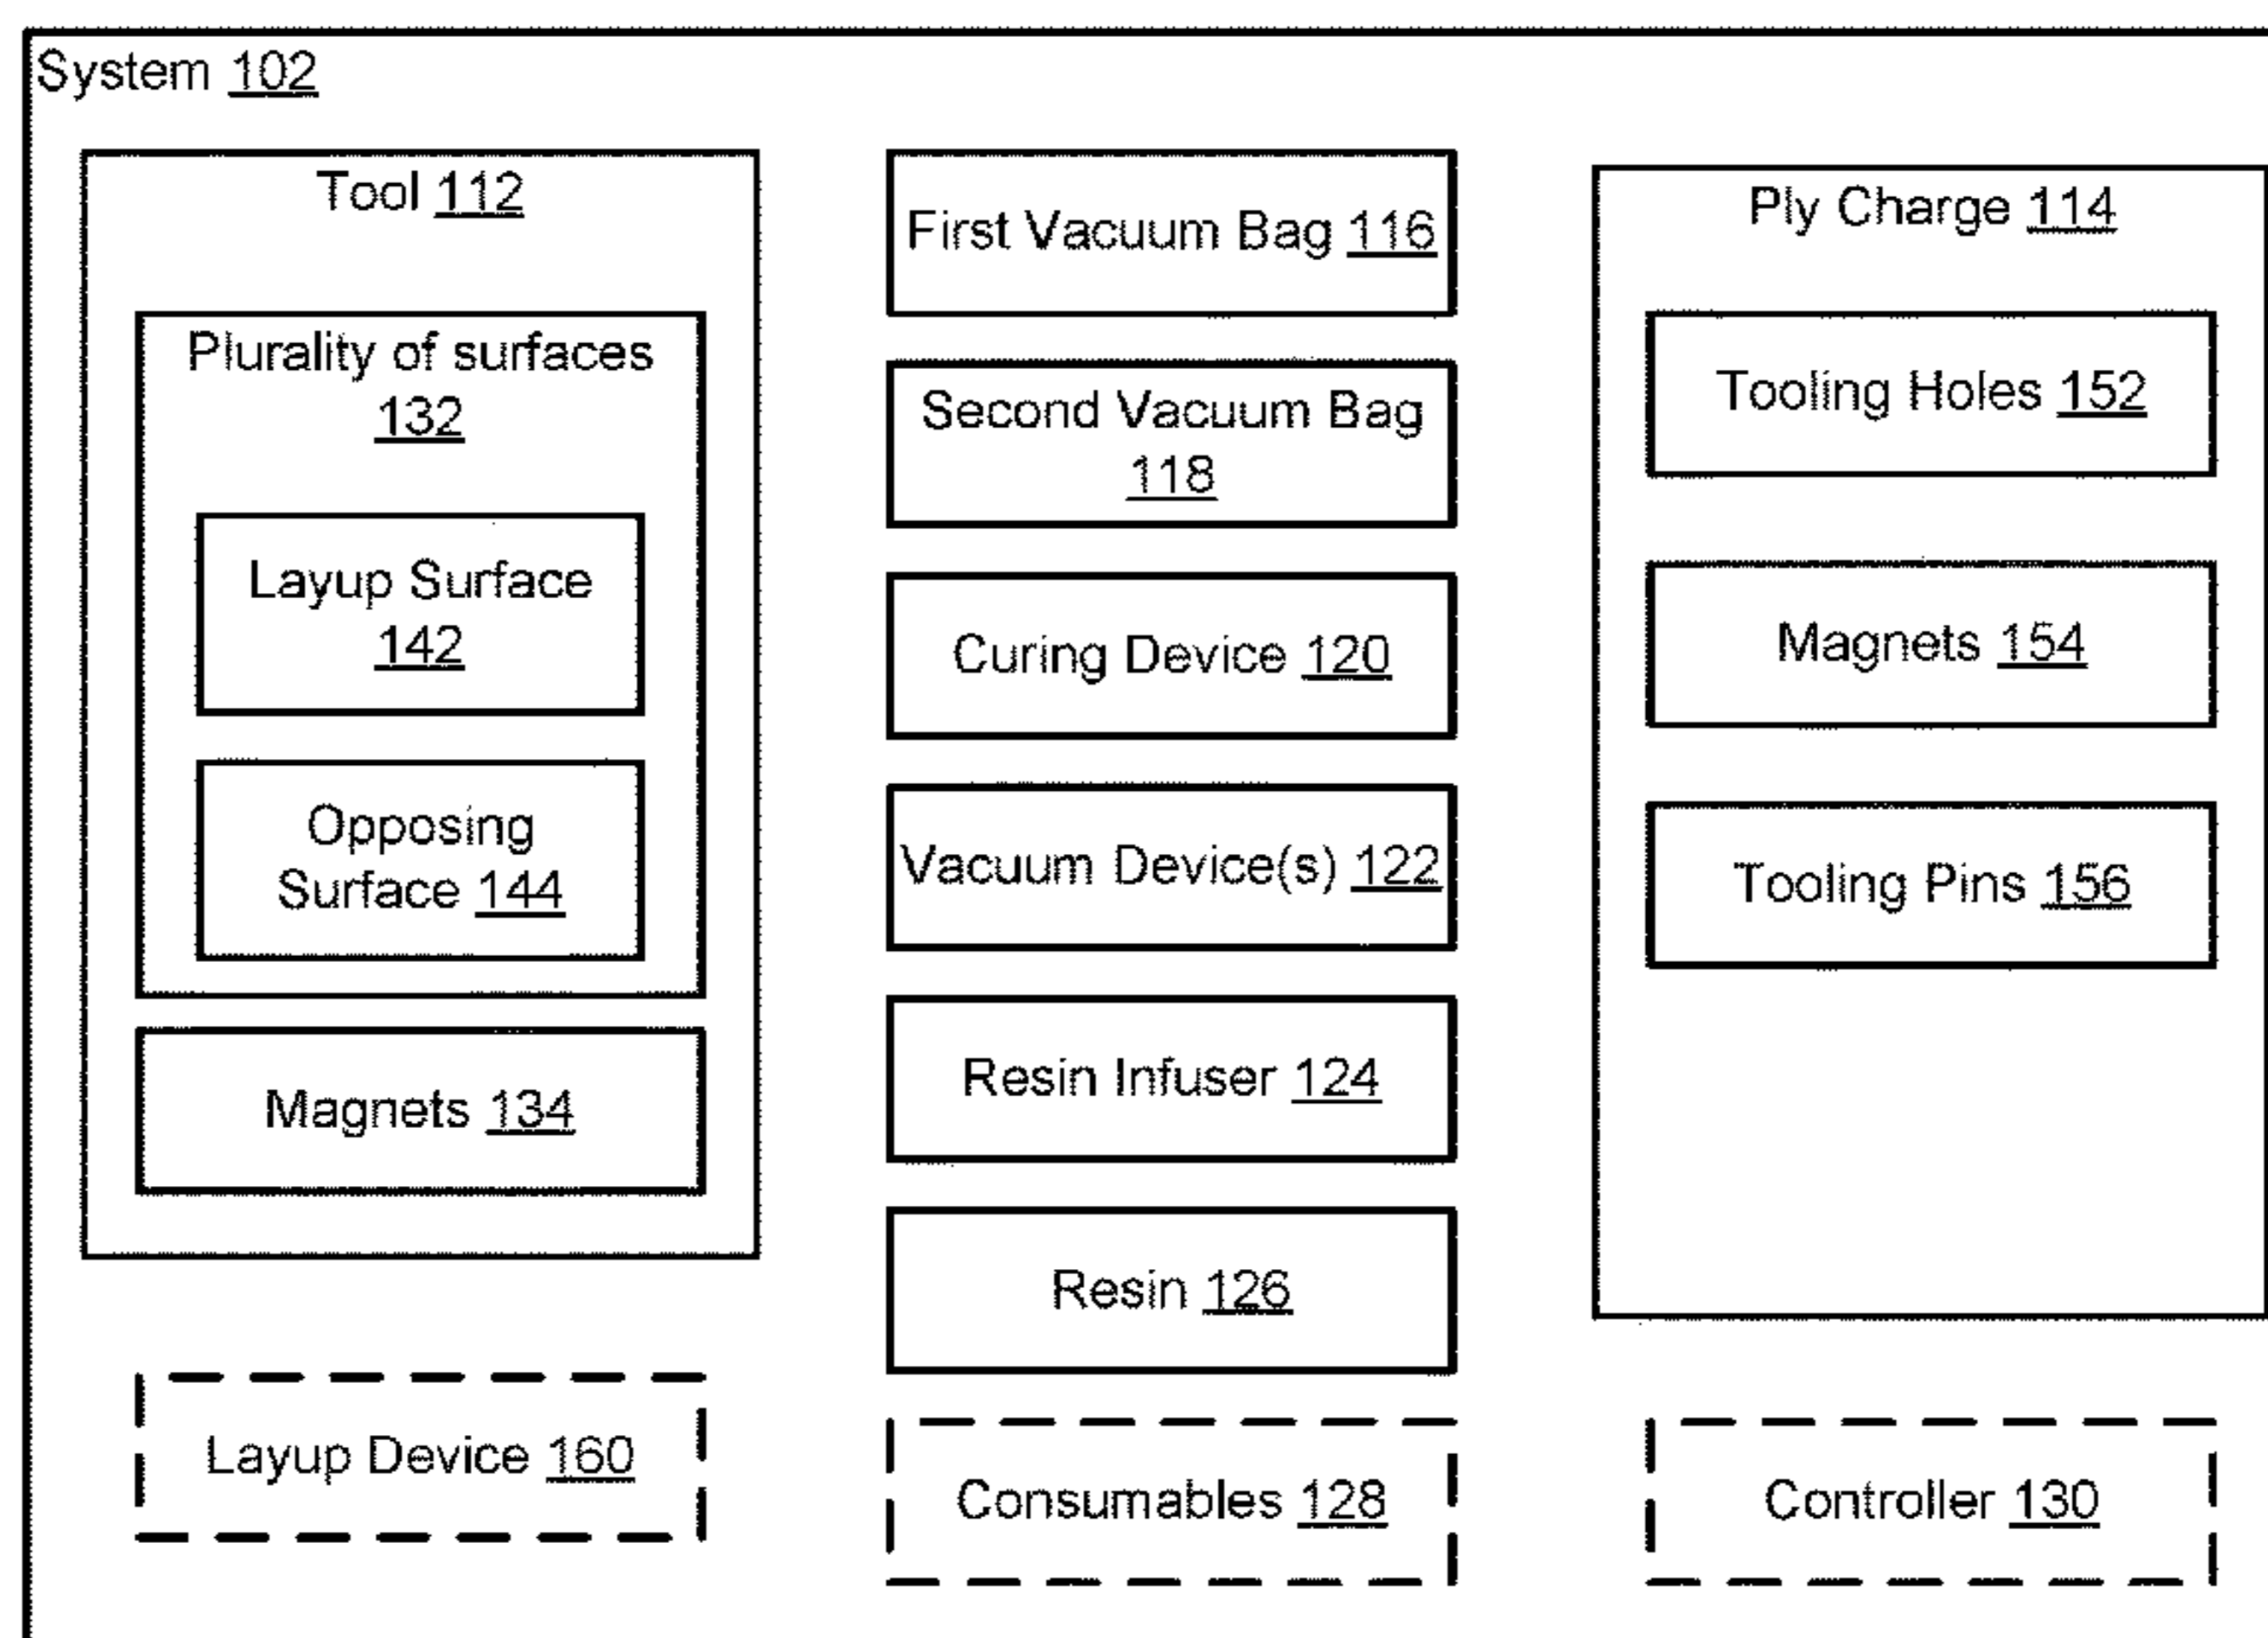 System 102
Tool 112
Plurality of surfaces
132
Layup Surface
142
Opposing
Surface 144
Magnets 134
Layup Device 160
First Vacuum Bag 116
Second Vacuum Bag
118
Curing Device 120
Vacuum Device(s) 122
Resin Infuser 124
Resin 126
Consumables 128
Ply Charge 114
Tooling Holes 152
Magnets 154
Tooling Pins 156
Controller 130